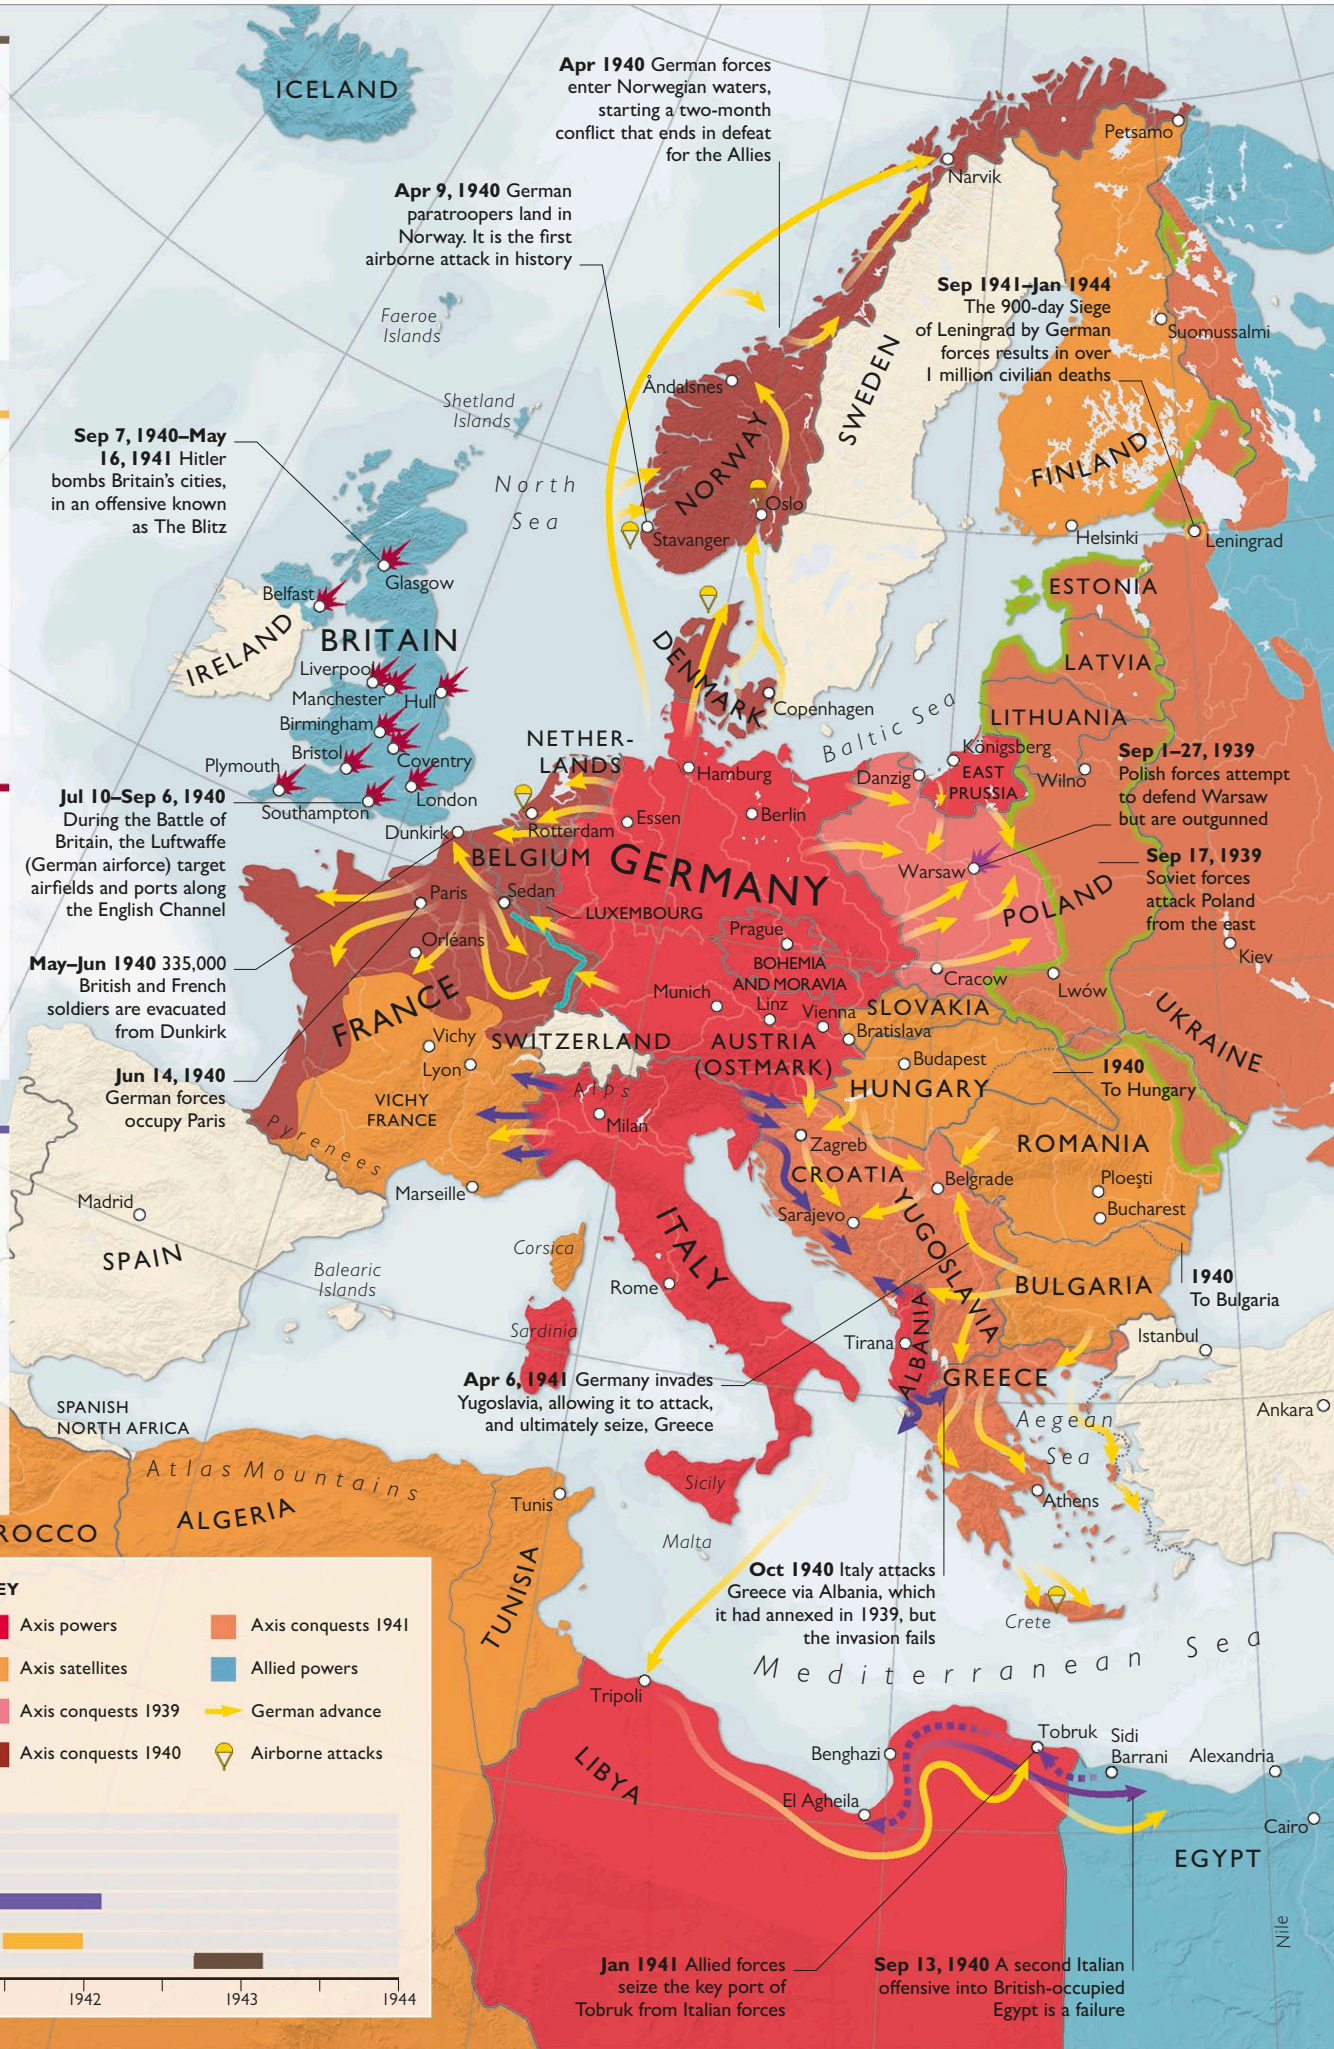 ICELAND
Apr 1940 German forces
enter Norwegian waters,
starting a two-month
conflict that ends in defeat
for the Allies
Petsamo
Narvik
Apr 9, 1940 German
paratroopers land in
Norway. It is the first
airborne attack in history
Sep 1941–Jan 1944
The 900-day Siege
of Leningrad by German
forces results in over
1 million civilian deaths
Faeroe
Islands
Suomussalmi
Åndalsnes
SWEDEN
Shetland
Islands
NORWAY
FINLAND
Sep 7, 1940–May
16, 1941 Hitler
bombs Britain's cities,
in an offensive known
as The Blitz
North
Sea
Oslo
Stavanger
Helsinki
Leningrad
Glasgow
Belfast
ESTONIA
IRELAND
BRITAIN
DENMARK
LATVIA
Liverpool
Manchester
Hull
Copenhagen
Baltic Sea
LITHUANIA
Birmingham
Bristol
Coventry
Plymouth
London
Southampton
NETHER-
LANDS
Hamburg
Königsberg
Danzig
EAST
PRUSSIA
Wilno
Sep 1–27, 1939
Polish forces attempt
to defend Warsaw
but are outgunned
Jul 10–Sep 6, 1940
During the Battle of
Britain, the Luftwaffe
(German airforce) target
airfields and ports along
the English Channel
Dunkirk
Rotterdam
Essen
Berlin
BELGIUM
GERMANY
Warsaw
Sep 17, 1939
Soviet forces
attack Poland
from the east
Paris
Sedan
LUXEMBOURG
POLAND
Prague
Orléans
BOHEMIA
AND MORAVIA
Kiev
May–Jun 1940 335,000
British and French
soldiers are evacuated
from Dunkirk
Cracow
Lwów
FRANCE
Munich
Linz
Vienna
SLOVAKIA
Bratislava
UKRAINE
Vichy
SWITZERLAND
AUSTRIA
(OSTMARK)
Lyon
Budapest
HUNGARY
1940
To Hungary
Jun 14, 1940
German forces
occupy Paris
VICHY
FRANCE
Alps
Milan
Pyrenees
Zagreb
ROMANIA
CROATIA
Belgrade
Ploeşti
Bucharest
Marseille
Madrid
SPAIN
Sarajevo
YUGOSLAVIA
ITALY
Corsica
Balearic
Islands
Rome
BULGARIA
1940
To Bulgaria
Sardinia
Tirana
ALBANIA
Istanbul
Apr 6, 1941 Germany invades
Yugoslavia, allowing it to attack,
and ultimately seize, Greece
GREECE
SPANISH
NORTH AFRICA
Aegean
Sea
Ankara
Atlas Mountains
Sicily
Tunis
Athens
ROCCO
ALGERIA
Malta
TUNISIA
Oct 1940 Italy attacks
Greece via Albania, which
it had annexed in 1939, but
the invasion fails
Crete
Mediterranean Sea
EY
Axis powers
Axis satellites
Axis conquests 1939
Axis conquests 1940
Axis conquests 1941
Allied powers
German advance
Airborne attacks
Tripoli
LIBYA
Benghazi
El Agheila
Tobruk
Sidi
Barrani
Alexandria
Cairo
EGYPT
Nile
Jan 1941 Allied forces
seize the key port of
Tobruk from Italian forces
Sep 13, 1940 A second Italian
offensive into British-occupied
Egypt is a failure
1942
1943
1944